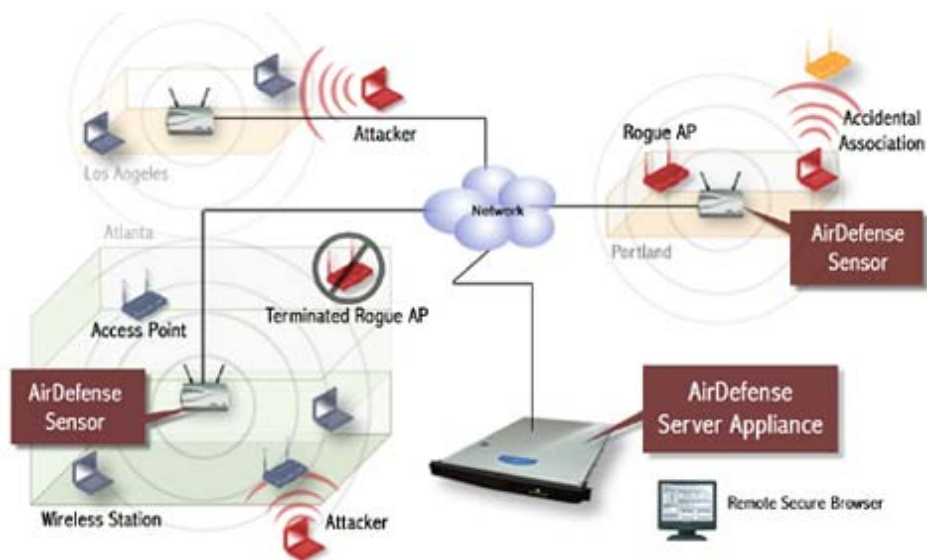 Attacker
Los Angeles
Rogue AP
Accidental
Association
Network
Portland
AirDefense
Sensor
Atlanta
Access Point
Terminated Rogue AP
AirDefense
Sensor
AirDefense
Server Appliance
Wireless Station
Attacker
Remote Secure Browser